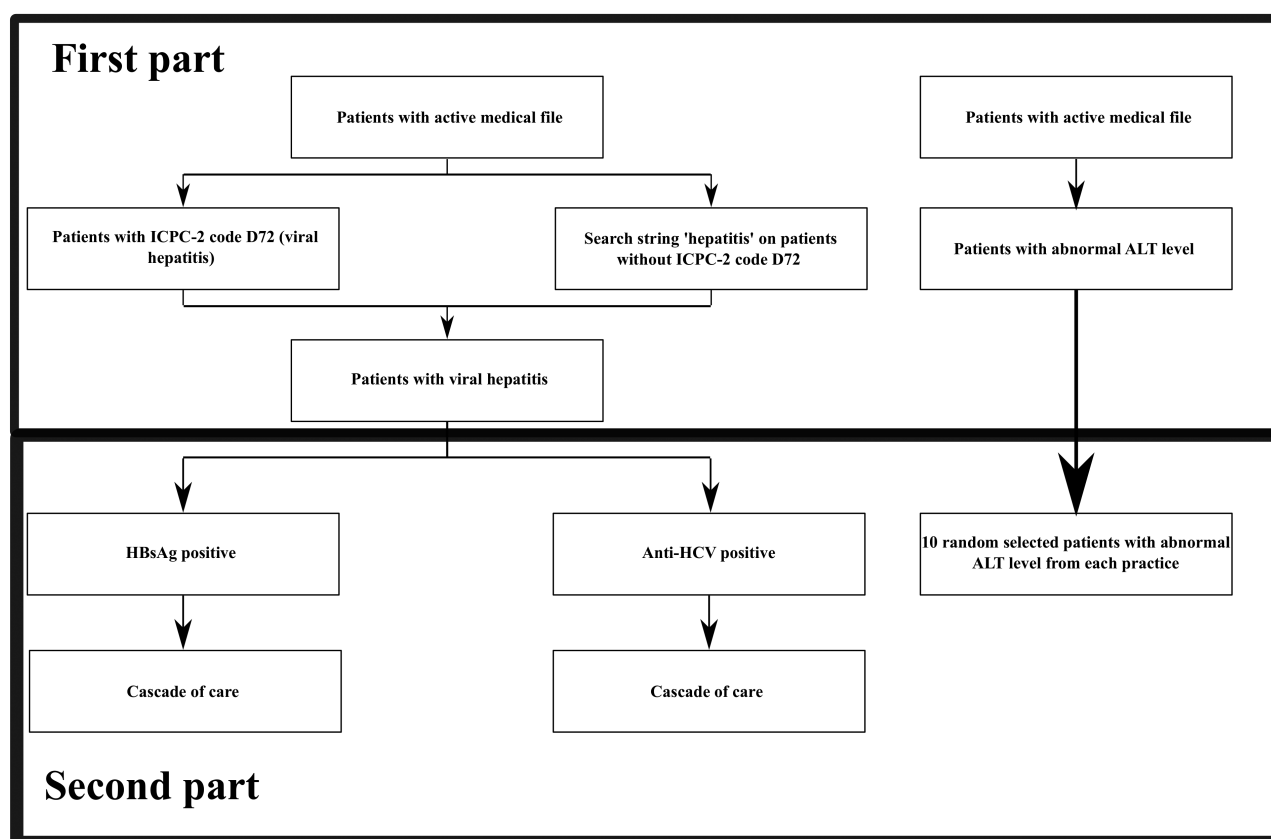 First part
Patients with active medical file
Patients with active medical file
Patients with ICPC-2 code D72 (viral
hepatitis)
Search string 'hepatitis' on patients
without ICPC-2 code D72
Patients with abnormal ALT level
Patients with viral hepatitis
HBsAg positive
Anti-HCV positive
10 random selected patients with abnormal
ALT level from each practice
Cascade of care
Cascade of care
Second part